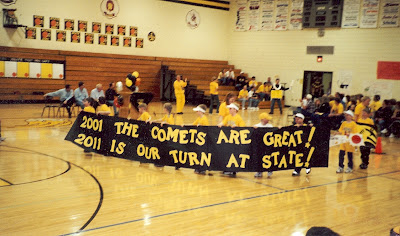 2001 THE COMETS ARE GREAT!
2011 IS OUR TURN AT STATE!